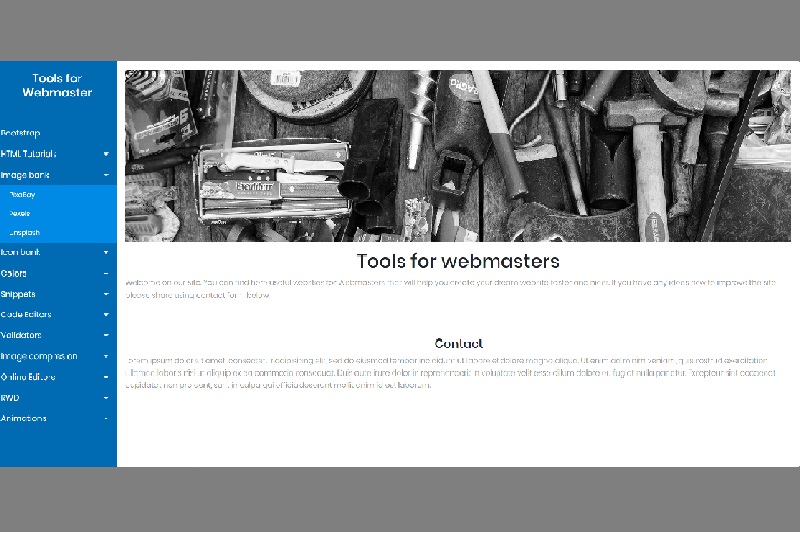 Tools for
Webmaster
Bootstrap
HTML Tutorials
Image bank
PixaBay
Pexels
Unsplash
Icon bank
Colors
Snippets
Code Editors
Validators
Image compresion
Online Editors
RWD
Animations
Tools for webmasters
Welcome on our site. You can find here useful websites for Webmasters that will help you create your dream website faster and nicer. If you have any idea how to improve the site
please share using contact form below.
Contact
Lorem ipsum dolor sit amet, consectetur adipisicing elit, sed do eiusmod tempor incididunt ut labore et dolore magna aliqua. Ut enim ad minim veniam, quis nostrud exercitation
ullamco laboris nisi ut aliquip ex ea commodo consequat. Duis aute irure dolor in reprehenderit in voluptate velit esse cillum dolore eu fugiat nulla pariatur. Excepteur sint occaecat
cupidatat non proident, sunt in culpa qui officia deserunt mollit anim id est laborum.